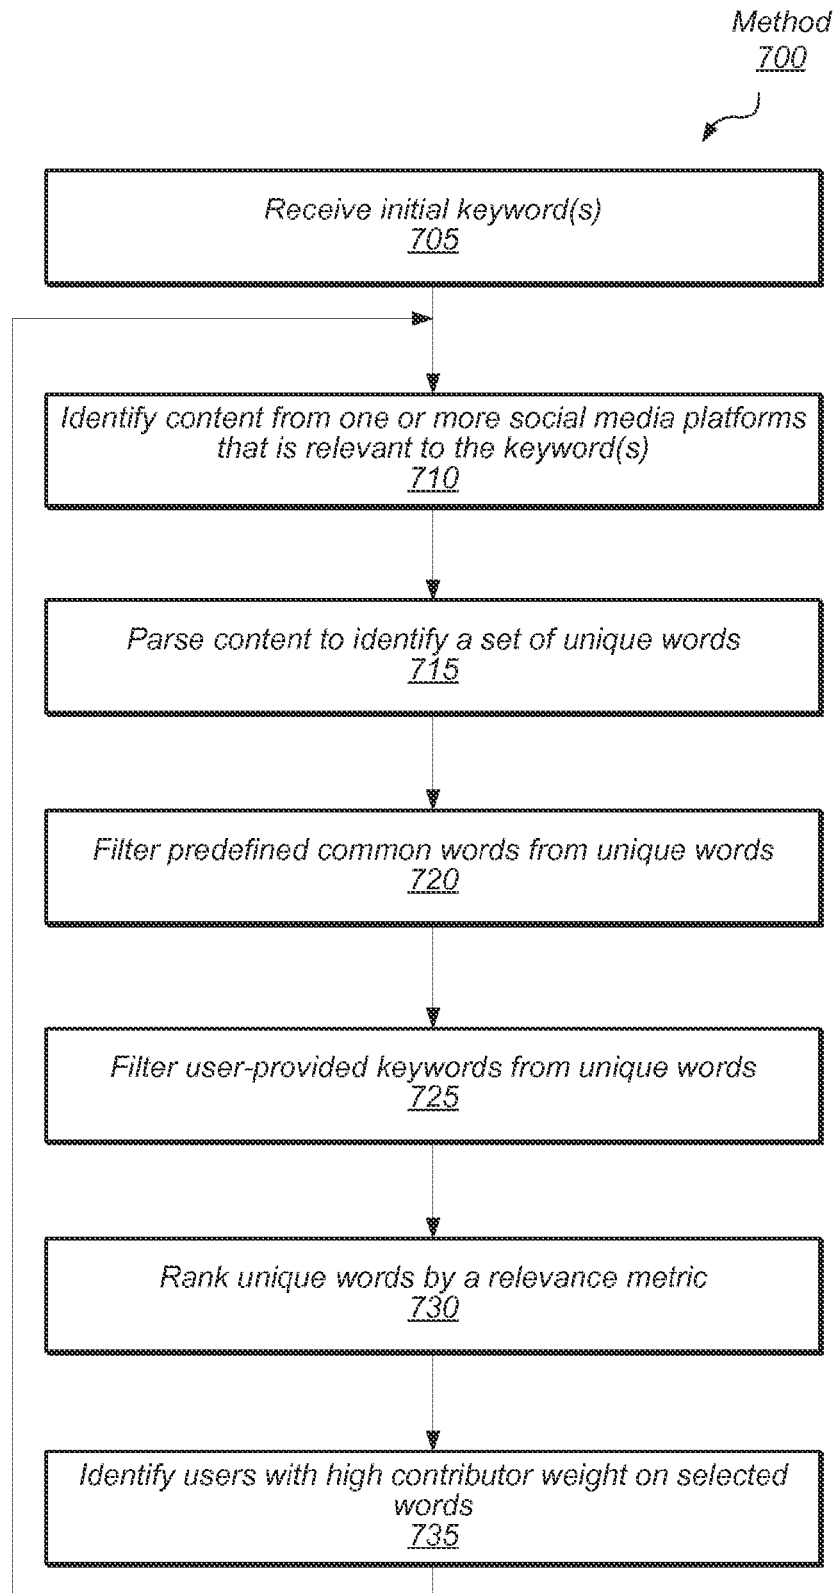 Method
700
Receive initial keyword(s)
705
Identify content from one or more social media platforms
that is relevant to the keyword(s)
710
Parse content to identify a set of unique words
715
Filter predefined common words from unique words
720
Filter user-provided keywords from unique words
725
Rank unique words by a relevance metric
730
Identify users with high contributor weight on selected
words
735